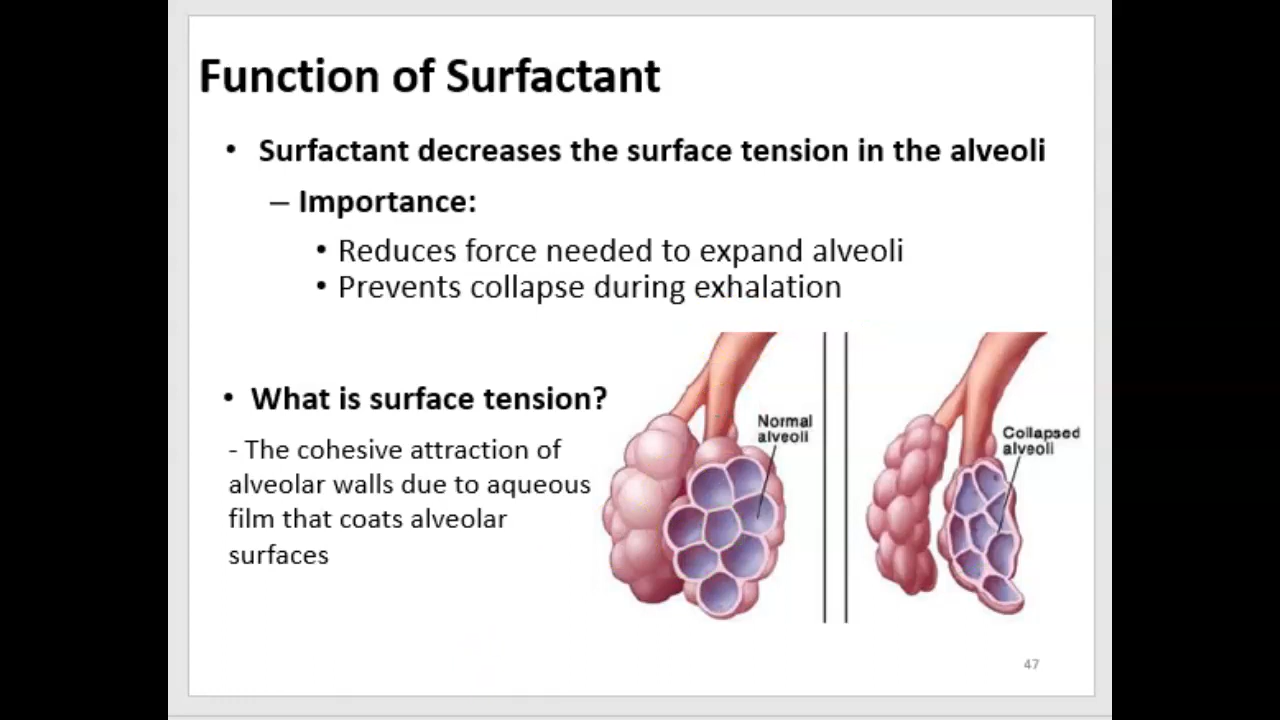 Function of Surfactant
• Surfactant decreases the surface tension in the alveoli
– Importance:
• Reduces force needed to expand alveoli
• Prevents collapse during exhalation
• What is surface tension?
- The cohesive attraction of
alveolar walls due to aqueous
film that coats alveolar
surfaces
Normal
alveoli
Collapsed
alveoli
47